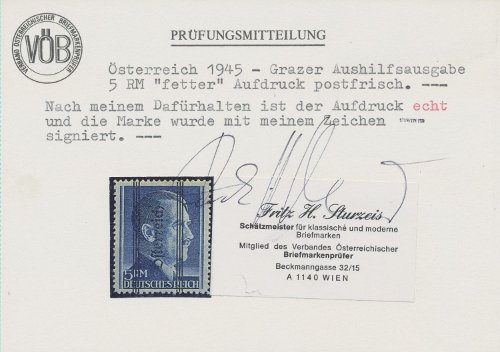 VERBAND ÖSTERREICHISCHER BRIEFMARKENPRÜFER
VÖB
PRÜFUNGSMITTEILUNG
Österreich 1945 - Grazer Aushilfsausgabe
5 RM "fetter" Aufdruck postfrisch. ---
Nach meinem Dafürhalten ist der Aufdruck echt
und die Marke wurde mit meinem Zeichen
signiert. ---
Fritz H. Sturzeis
Schätzmeister für klassische und moderne
Briefmarken
Mitglied des Verbandes Österreichischer
Briefmarkenprüfer
Beckmanngasse 32/15
A 1140 WIEN
Österreich
5 RM
DEUTSCHES REICH